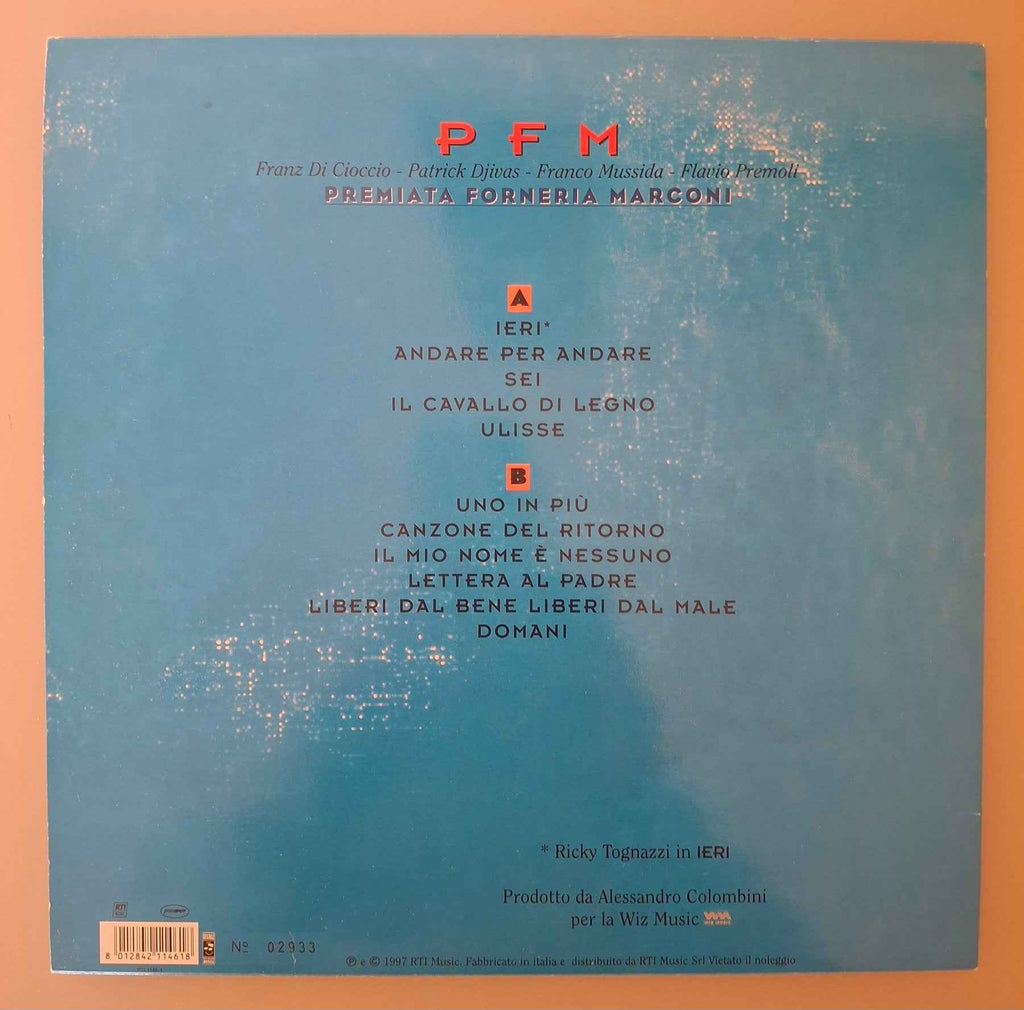 P F M
Franz Di Cioccio - Patrick Djivas - Franco Mussida - Flavio Premoli
PREMIATA FORNERIA MARCONI
A
IERI*
ANDARE PER ANDARE
SEI
IL CAVALLO DI LEGNO
ULISSE
B
UNO IN PIÙ
CANZONE DEL RITORNO
IL MIO NOME È NESSUNO
LETTERA AL PADRE
LIBERI DAL BENE LIBERI DAL MALE
DOMANI
* Ricky Tognazzi in IERI
Prodotto da Alessandro Colombini
per la Wiz Music
WIZ MUSIC
RTI
Nº 02933
8 012842 114618
℗ e © 1997 RTI Music. Fabbricato in italia e distribuito da RTI Music Srl Vietato il noleggio